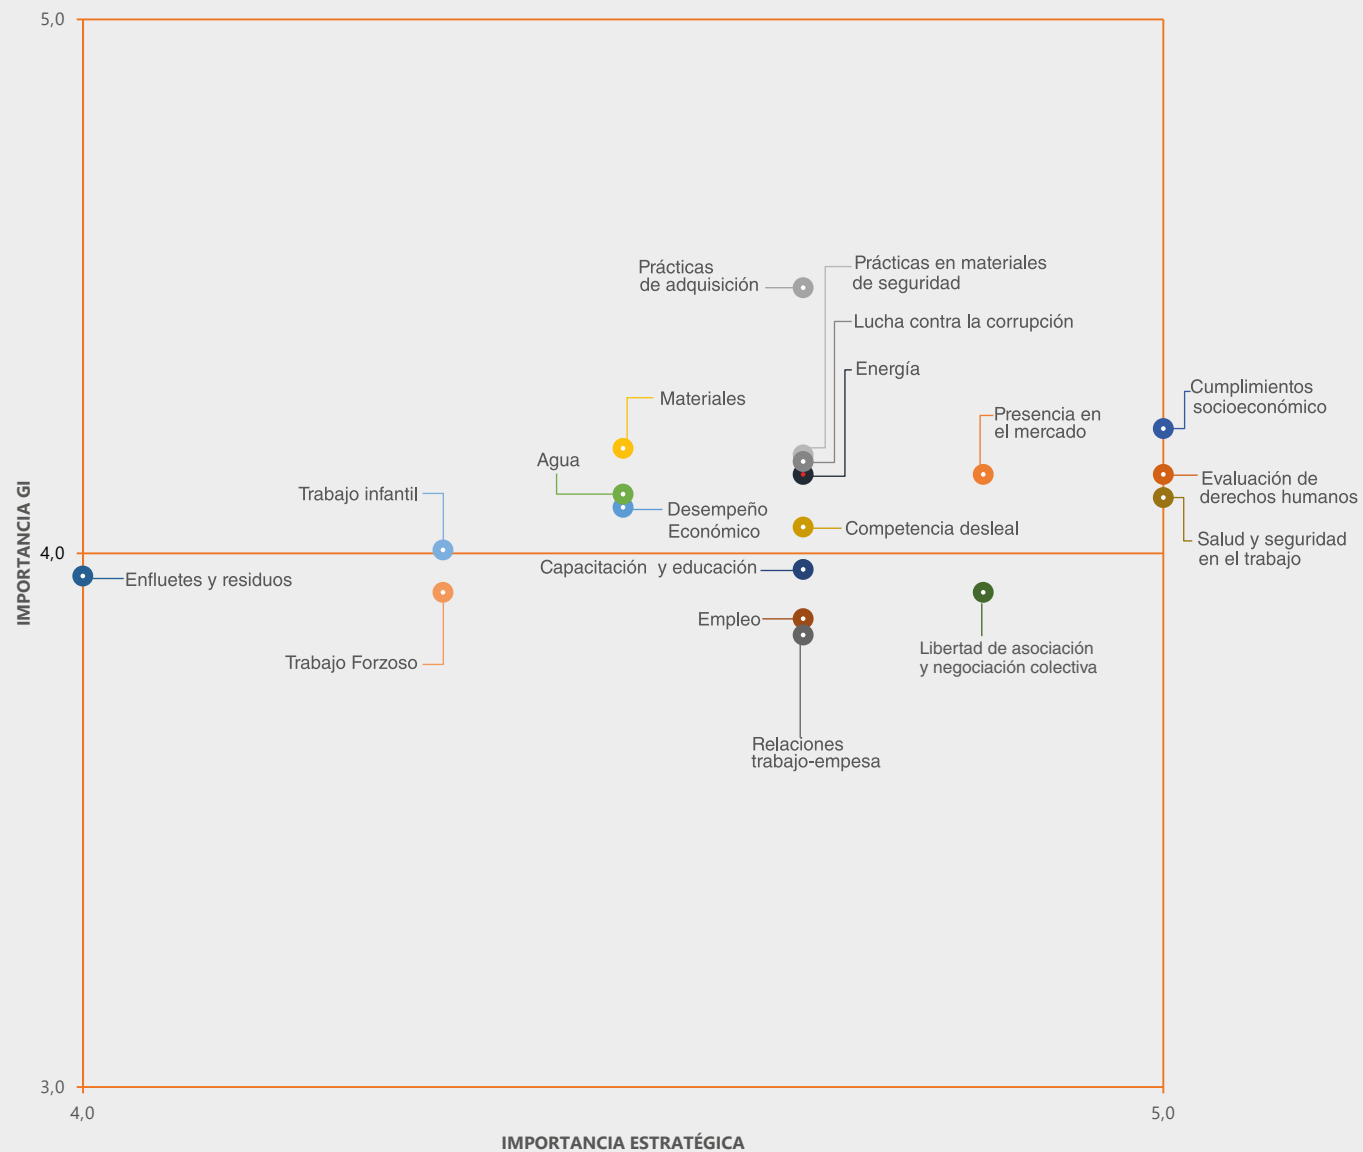 5,0
Prácticas
de adquisición
Prácticas en materiales
de seguridad
Lucha contra la corrupción
Energía
Materiales
Cumplimientos
socioeconómico
Presencia en
el mercado
Agua
Trabajo infantil
Evaluación de
derechos humanos
Desempeño
Económico
Competencia desleal
Salud y seguridad
en el trabajo
IMPORTANCIA GI
4,0
Capacitación y educación
Enfluetes y residuos
Empleo
Libertad de asociación
y negociación colectiva
Trabajo Forzoso
Relaciones
trabajo-empesa
3,0
4,0
5,0
IMPORTANCIA ESTRATÉGICA